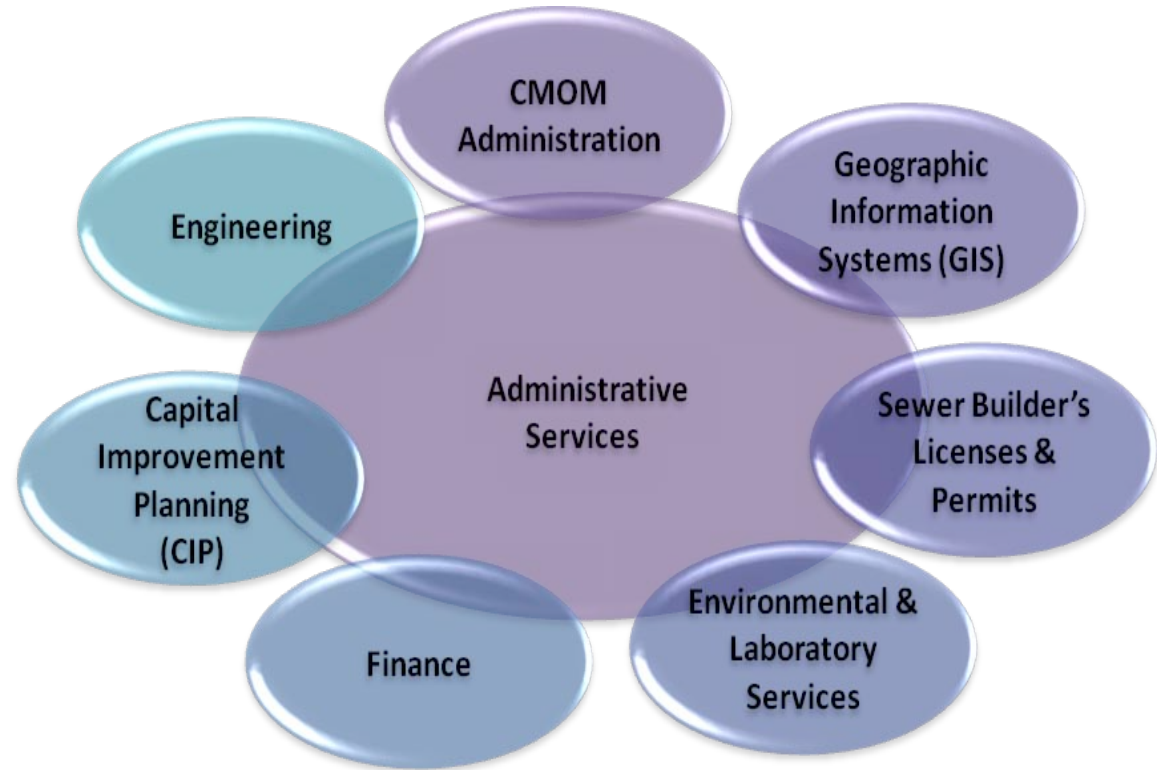 CMOM
Administration
Geographic
Information
Systems (GIS)
Sewer Builder's
Licenses &
Permits
Environmental &
Laboratory
Services
Finance
Capital
Improvement
Planning
(CIP)
Engineering
Administrative
Services